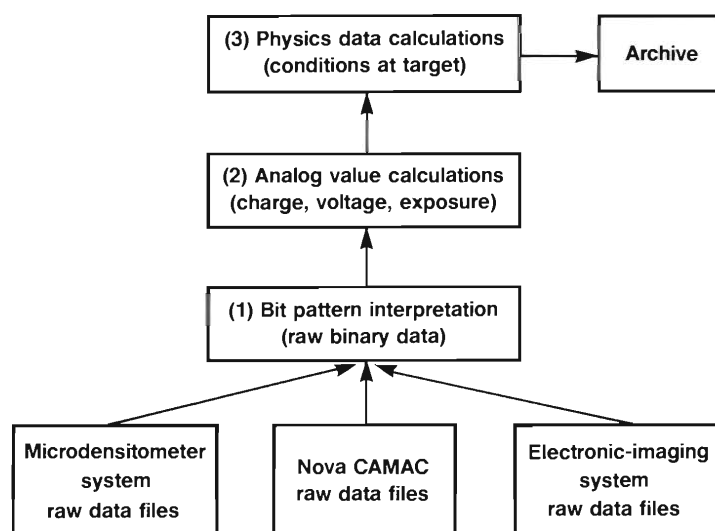 (3) Physics data calculations
(conditions at target)
Archive
(2) Analog value calculations
(charge, voltage, exposure)
(1) Bit pattern interpretation
(raw binary data)
Microdensitometer
system
raw data files
Nova CAMAC
raw data files
Electronic-imaging
system
raw data files